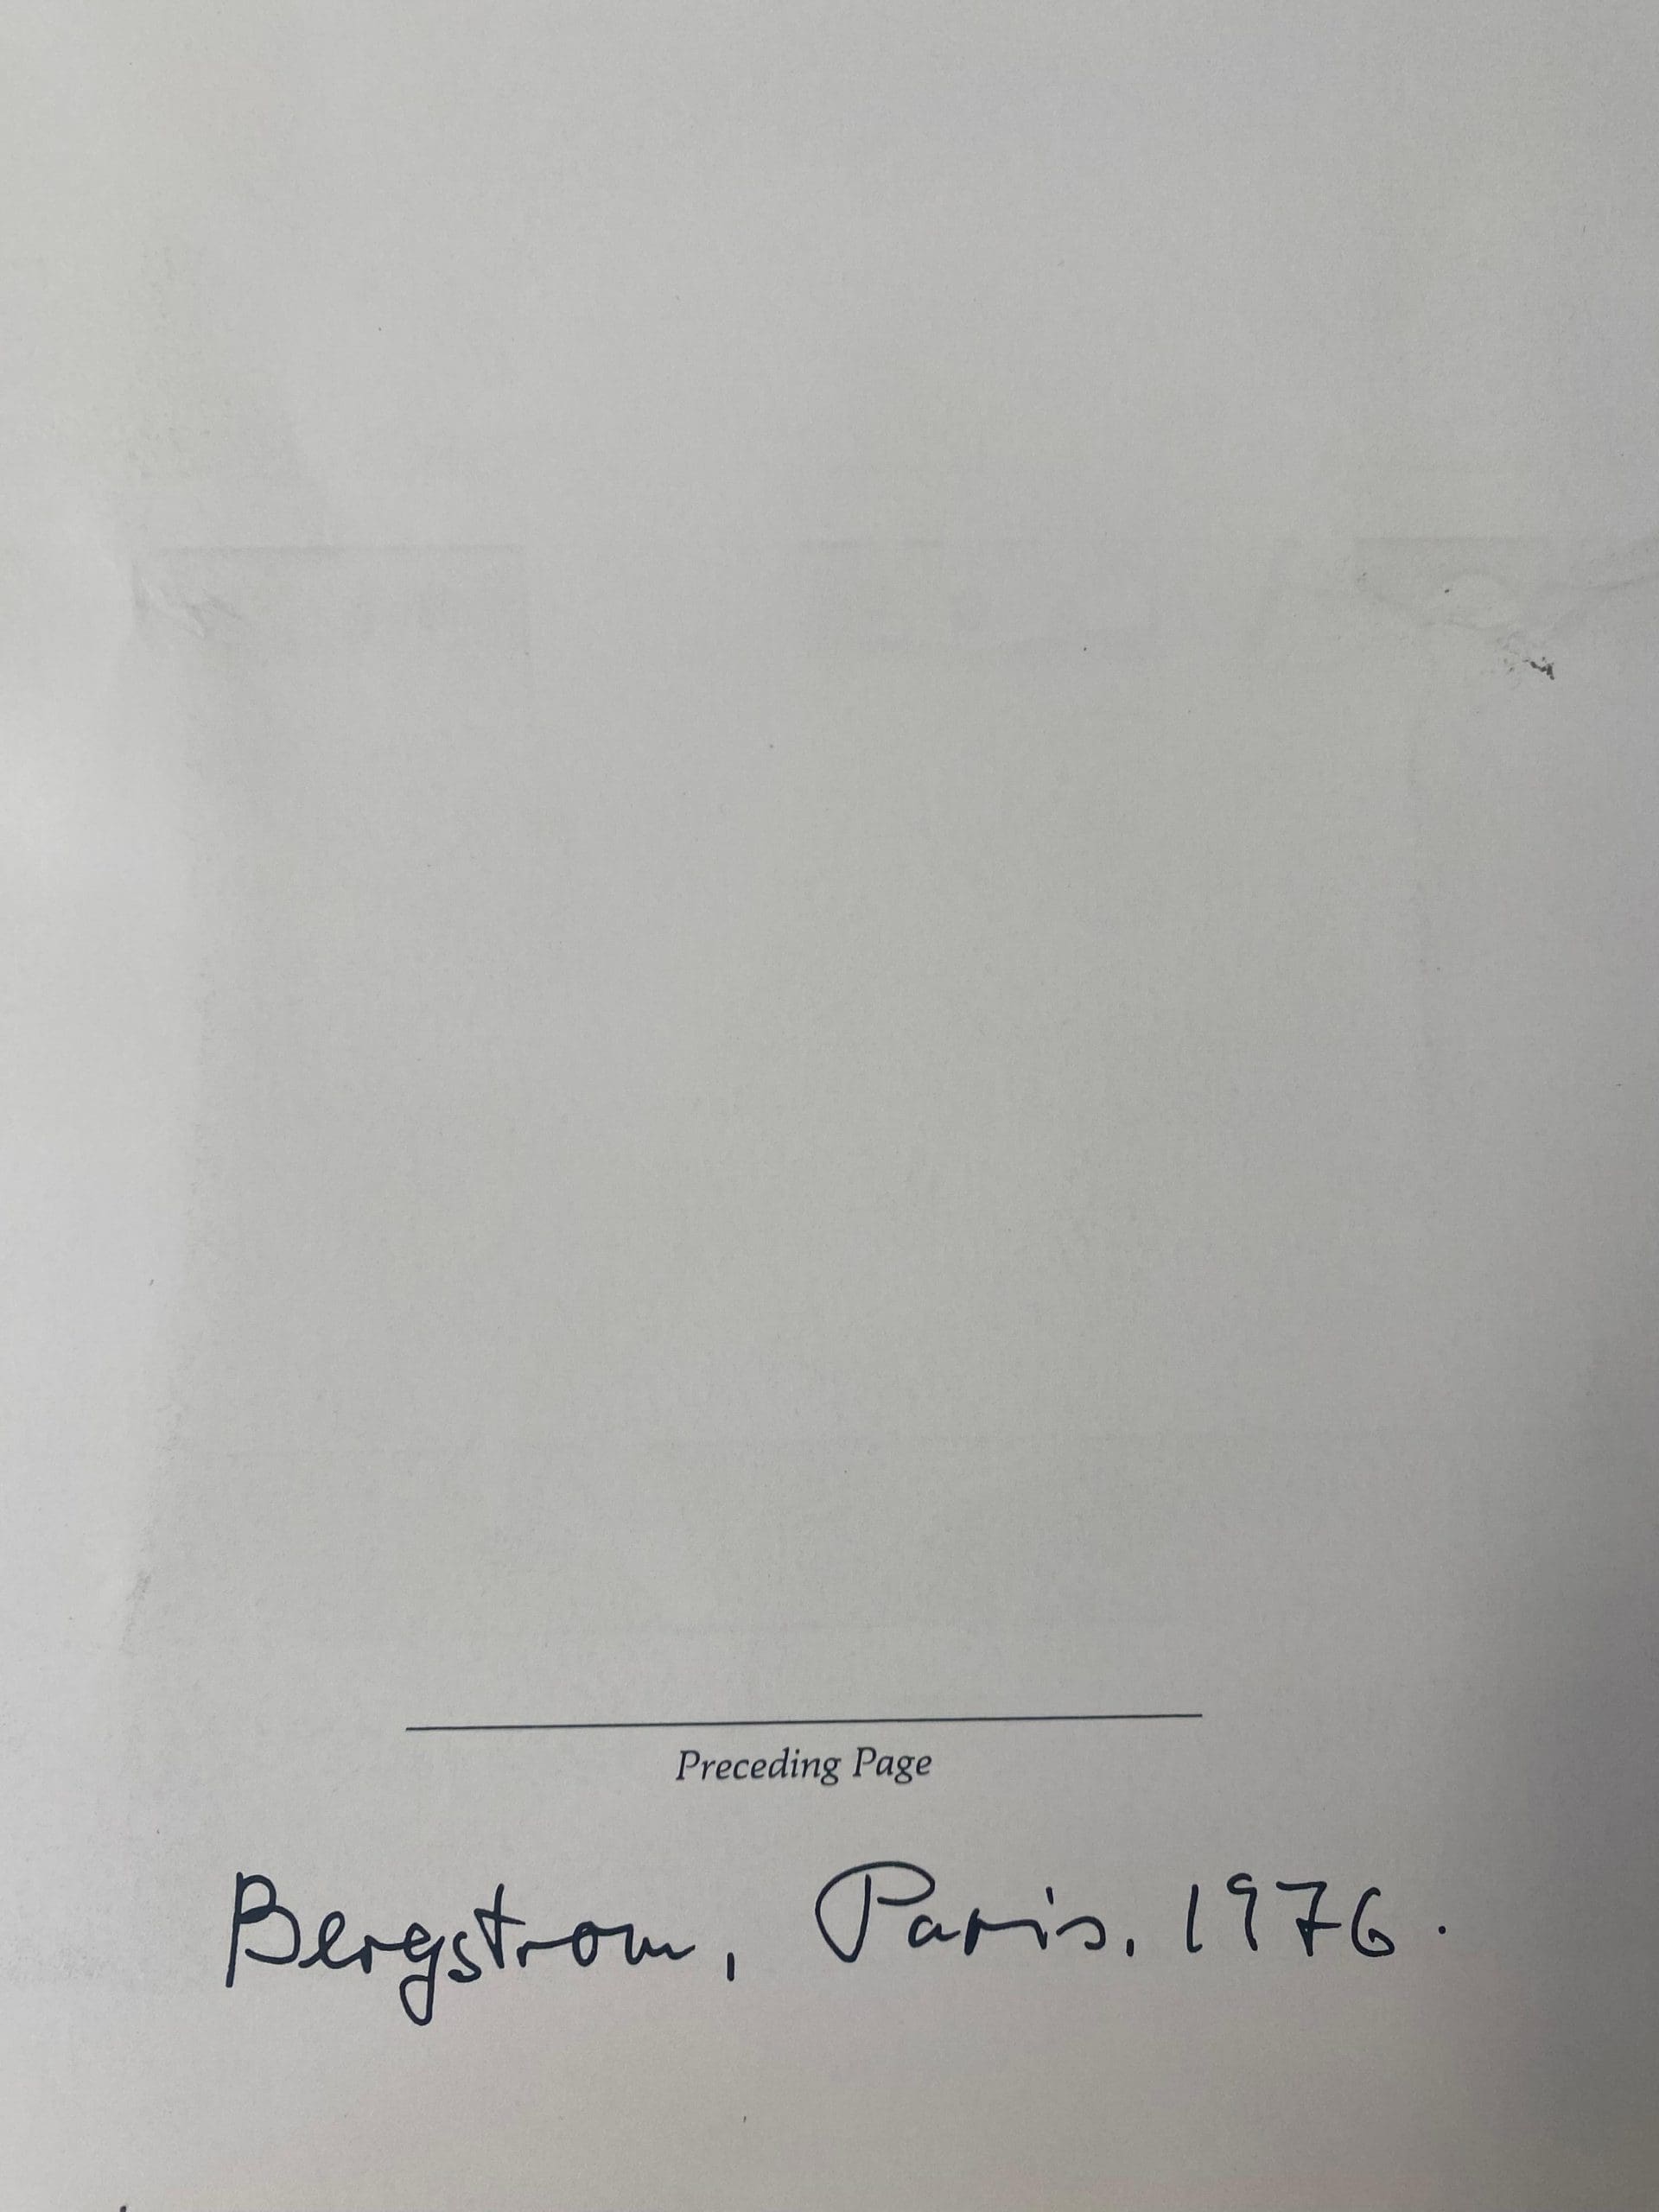 Preceding Page
Bergstrom, Paris, 1976.